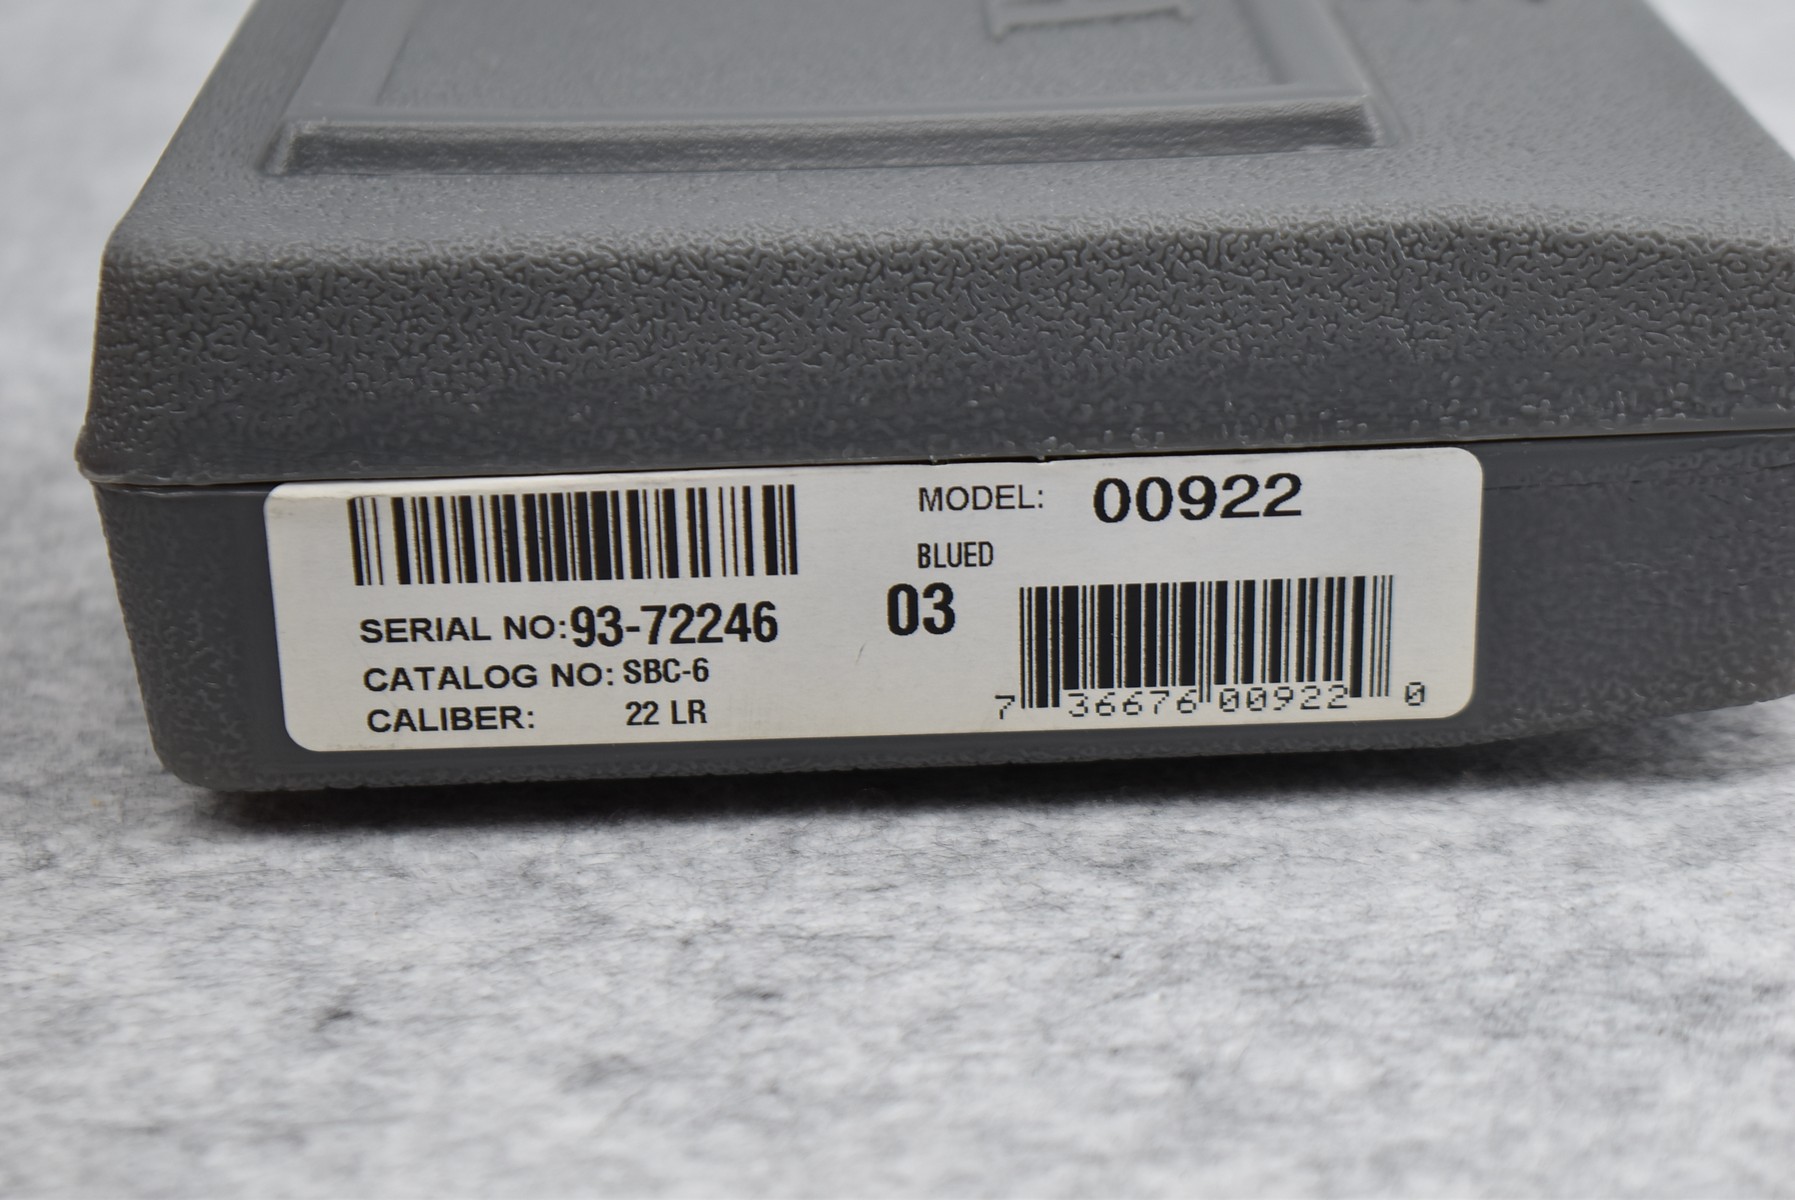 MODEL: 00922
BLUED
03
SERIAL NO:93-72246
CATALOG NO: SBC-6
CALIBER: 22 LR
7 36676 00922 0